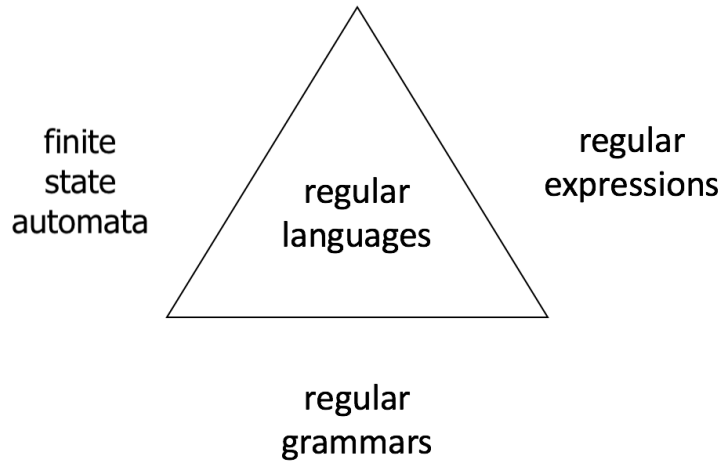 finite
state
automata
regular
expressions
regular
languages
regular
grammars